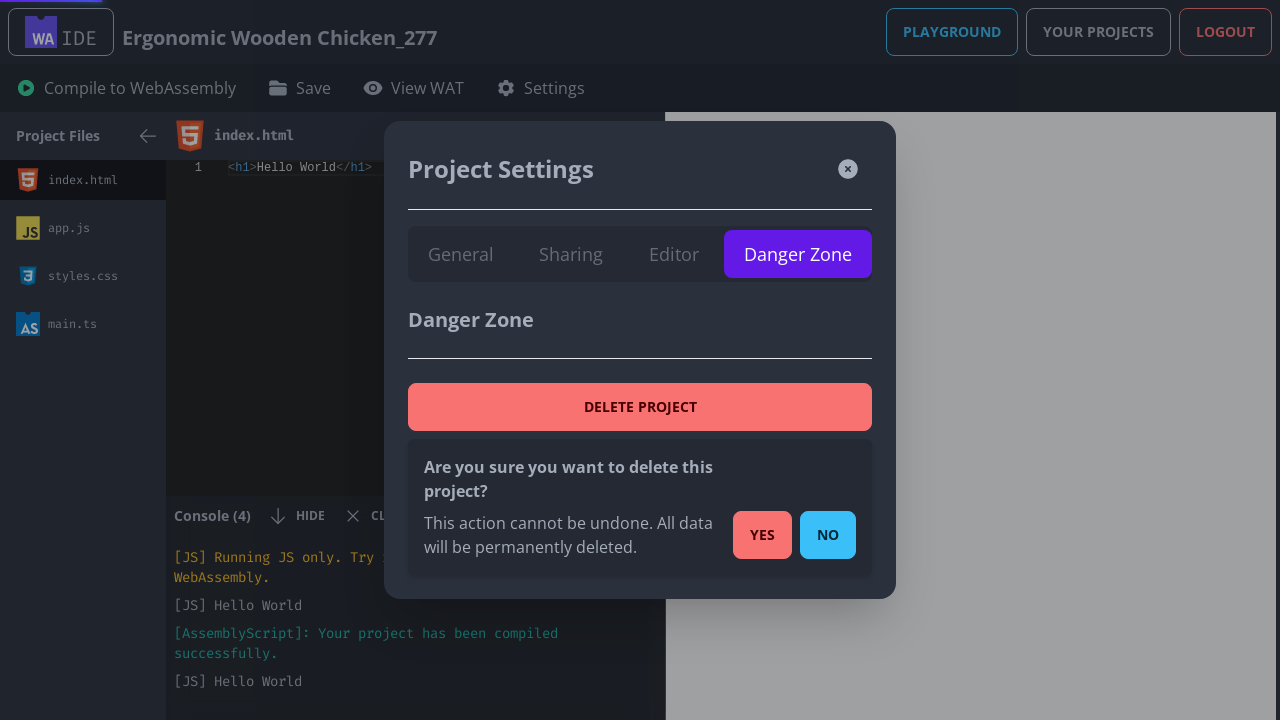 WA IDE
Ergonomic Wooden Chicken_277
PLAYGROUND
YOUR PROJECTS
LOGOUT
Compile to WebAssembly
Save
View WAT
Settings
Project Files
index.html
JS app.js
styles.css
AS main.ts
index.html
1 <h1>Hello World</h1>
Console (4)
HIDE
[JS] Running JS only. Try
WebAssembly.
[JS] Hello World
[AssemblyScript]: Your project has been compiled
successfully.
[JS] Hello World
Project Settings
General
Sharing
Editor
Danger Zone
Danger Zone
DELETE PROJECT
Are you sure you want to delete this
project?
This action cannot be undone. All data
will be permanently deleted.
YES
NO